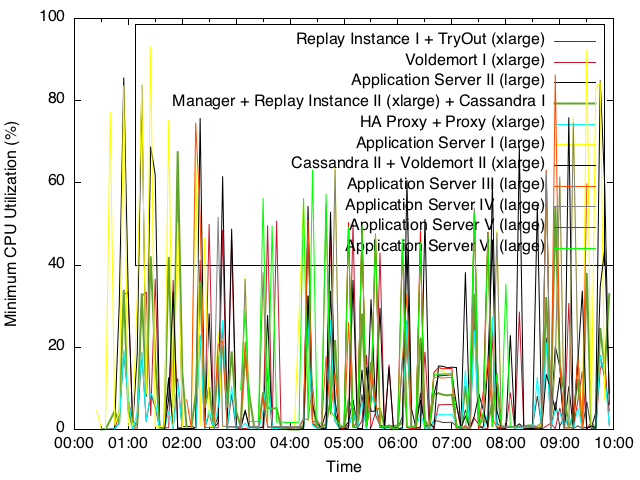 100
80
60
40
20
0
Minimum CPU Utilization (%)
Replay Instance I + TryOut (xlarge)
Voldemort I (xlarge)
Application Server II (large)
Manager + Replay Instance II (xlarge) + Cassandra I
HA Proxy + Proxy (xlarge)
Application Server I (large)
Cassandra II + Voldemort II (xlarge)
Application Server III (large)
Application Server IV (large)
Application Server V (large)
Application Server VI (large)
00:00 01:00 02:00 03:00 04:00 05:00 06:00 07:00 08:00 09:00 10:00
Time